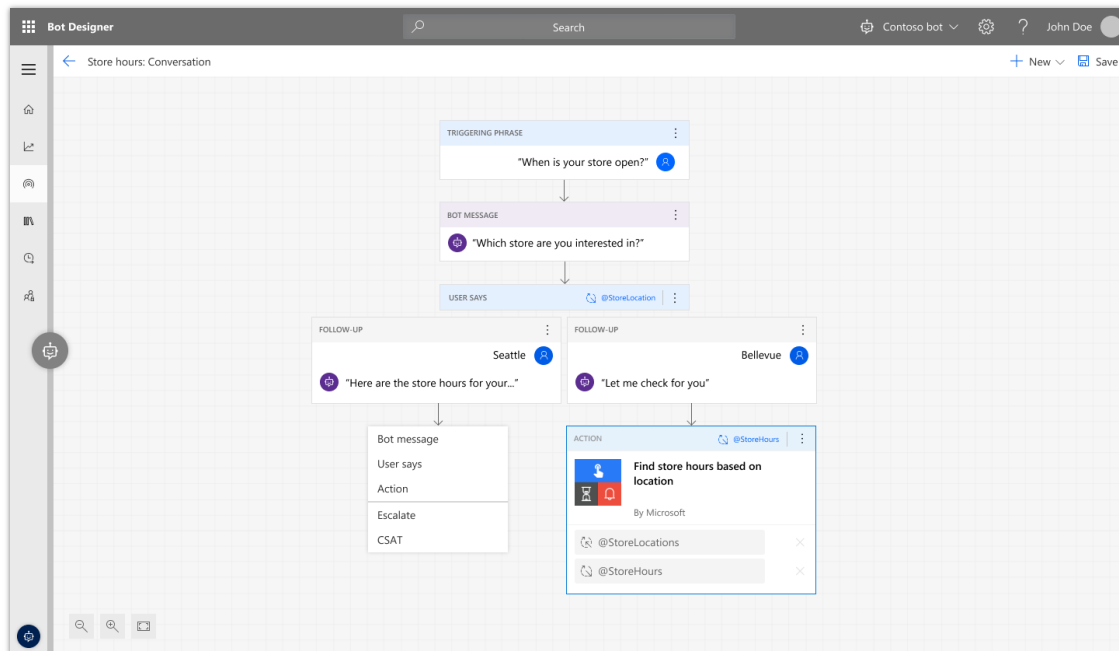 Bot Designer
Search
Contoso bot
John Doe
Store hours: Conversation
New
Save
TRIGGERING PHRASE
“When is your store open?”
BOT MESSAGE
“Which store are you interested in?”
USER SAYS
@StoreLocation
FOLLOW-UP
Seattle
“Here are the store hours for your...”
FOLLOW-UP
Bellevue
“Let me check for you”
Bot message
User says
Action
Escalate
CSAT
ACTION
@StoreHours
Find store hours based on
location
By Microsoft
@StoreLocations
@StoreHours